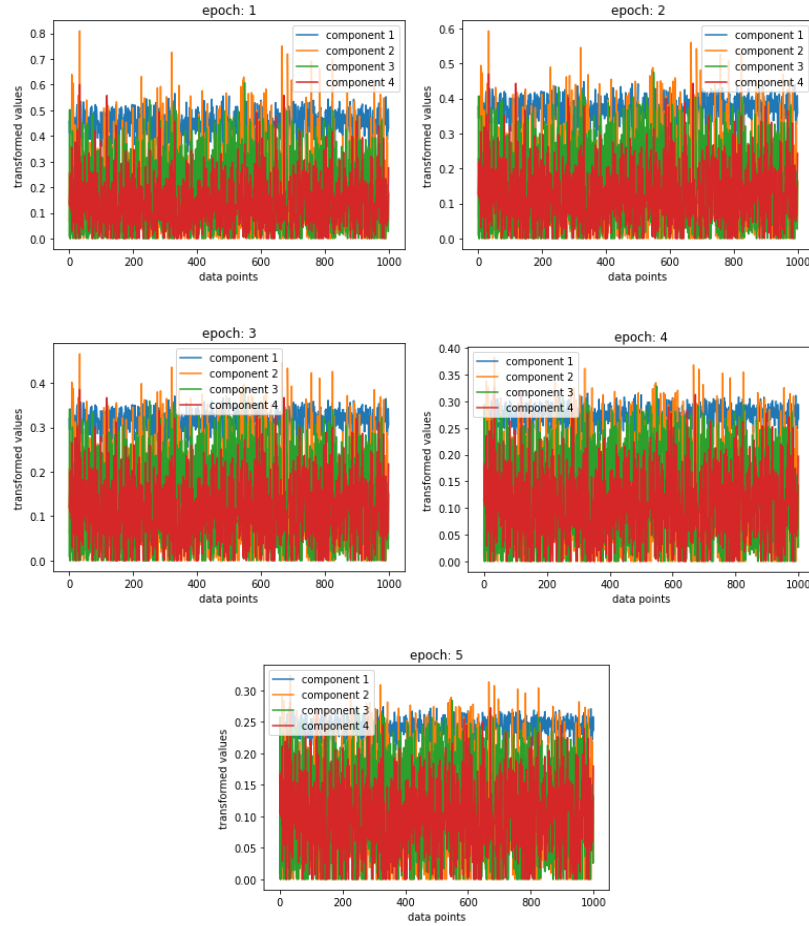 epoch: 1
component 1
component 2
component 3
component 4
transformed values
0.8
0.7
0.6
0.5
0.4
0.3
0.2
0.1
0.0
0 200 400 600 800 1000
data points
epoch: 2
component 1
component 2
component 3
component 4
transformed values
0.6
0.5
0.4
0.3
0.2
0.1
0.0
0 200 400 600 800 1000
data points
epoch: 3
component 1
component 2
component 3
component 4
transformed values
0.4
0.3
0.2
0.1
0.0
0 200 400 600 800 1000
data points
epoch: 4
component 1
component 2
component 3
component 4
transformed values
0.40
0.35
0.30
0.25
0.20
0.15
0.10
0.05
0.00
0 200 400 600 800 1000
data points
epoch: 5
component 1
component 2
component 3
component 4
transformed values
0.30
0.25
0.20
0.15
0.10
0.05
0.00
0 200 400 600 800 1000
data points